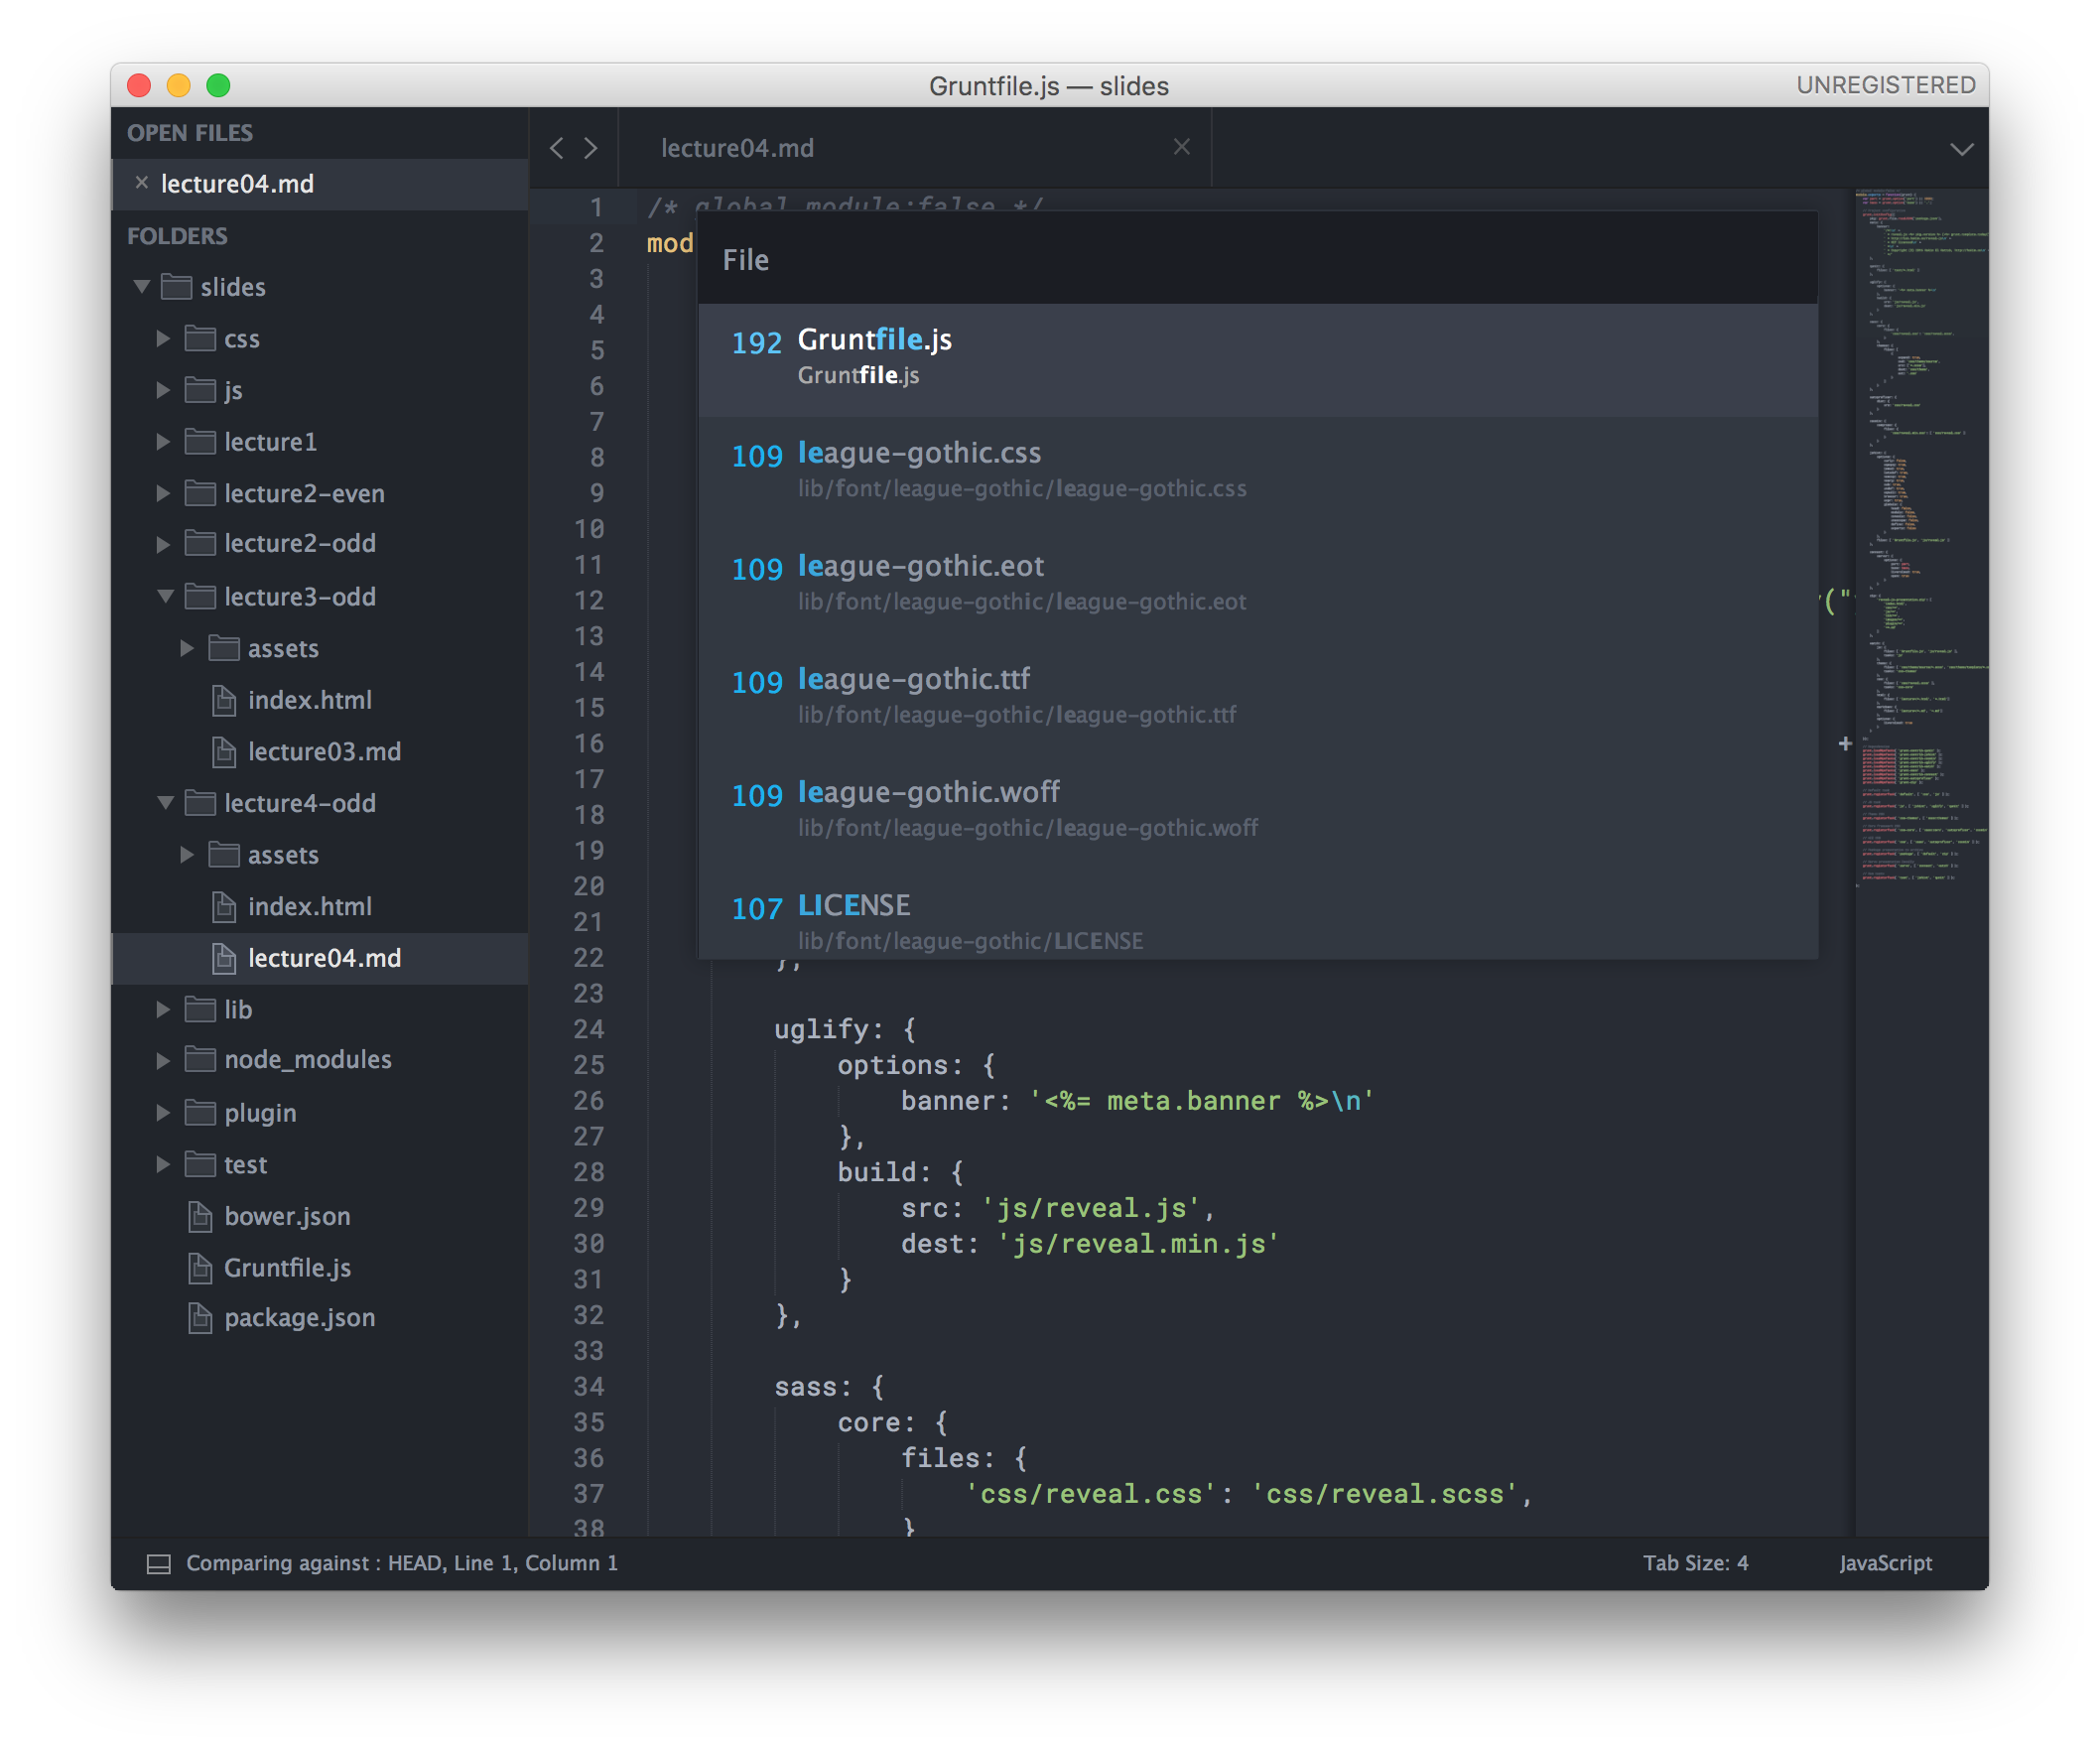 Gruntfile.js — slides
UNREGISTERED
OPEN FILES
lecture04.md
FOLDERS
slides
css
js
lecture1
lecture2-even
lecture2-odd
lecture3-odd
assets
index.html
lecture03.md
lecture4-odd
assets
index.html
lecture04.md
lib
node_modules
plugin
test
bower.json
Gruntfile.js
package.json
lecture04.md
1 /* global module:false */
2 mod
3
4
5
6
7
8
9
10
11
12 ("
13
14
15
16 +
17
18
19
20
21
22 },
23
24 uglify: {
25 options: {
26 banner: '<%= meta.banner %>\n'
27 },
28 build: {
29 src: 'js/reveal.js',
30 dest: 'js/reveal.min.js'
31 }
32 },
33
34 sass: {
35 core: {
36 files: {
37 'css/reveal.css': 'css/reveal.scss',
38 }
File
192 Gruntfile.js
Gruntfile.js
109 league-gothic.css
lib/font/league-gothic/league-gothic.css
109 league-gothic.eot
lib/font/league-gothic/league-gothic.eot
109 league-gothic.ttf
lib/font/league-gothic/league-gothic.ttf
109 league-gothic.woff
lib/font/league-gothic/league-gothic.woff
107 LICENSE
lib/font/league-gothic/LICENSE
Comparing against : HEAD, Line 1, Column 1
Tab Size: 4
JavaScript